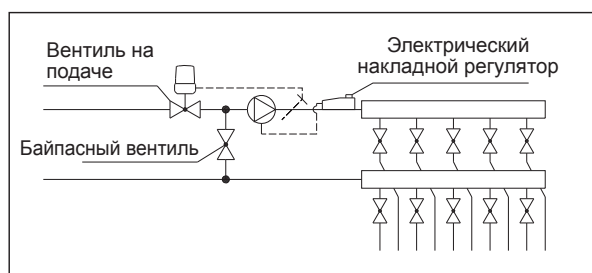 Вентиль на
подаче
Электрический
накладной регулятор
Байпасный вентиль